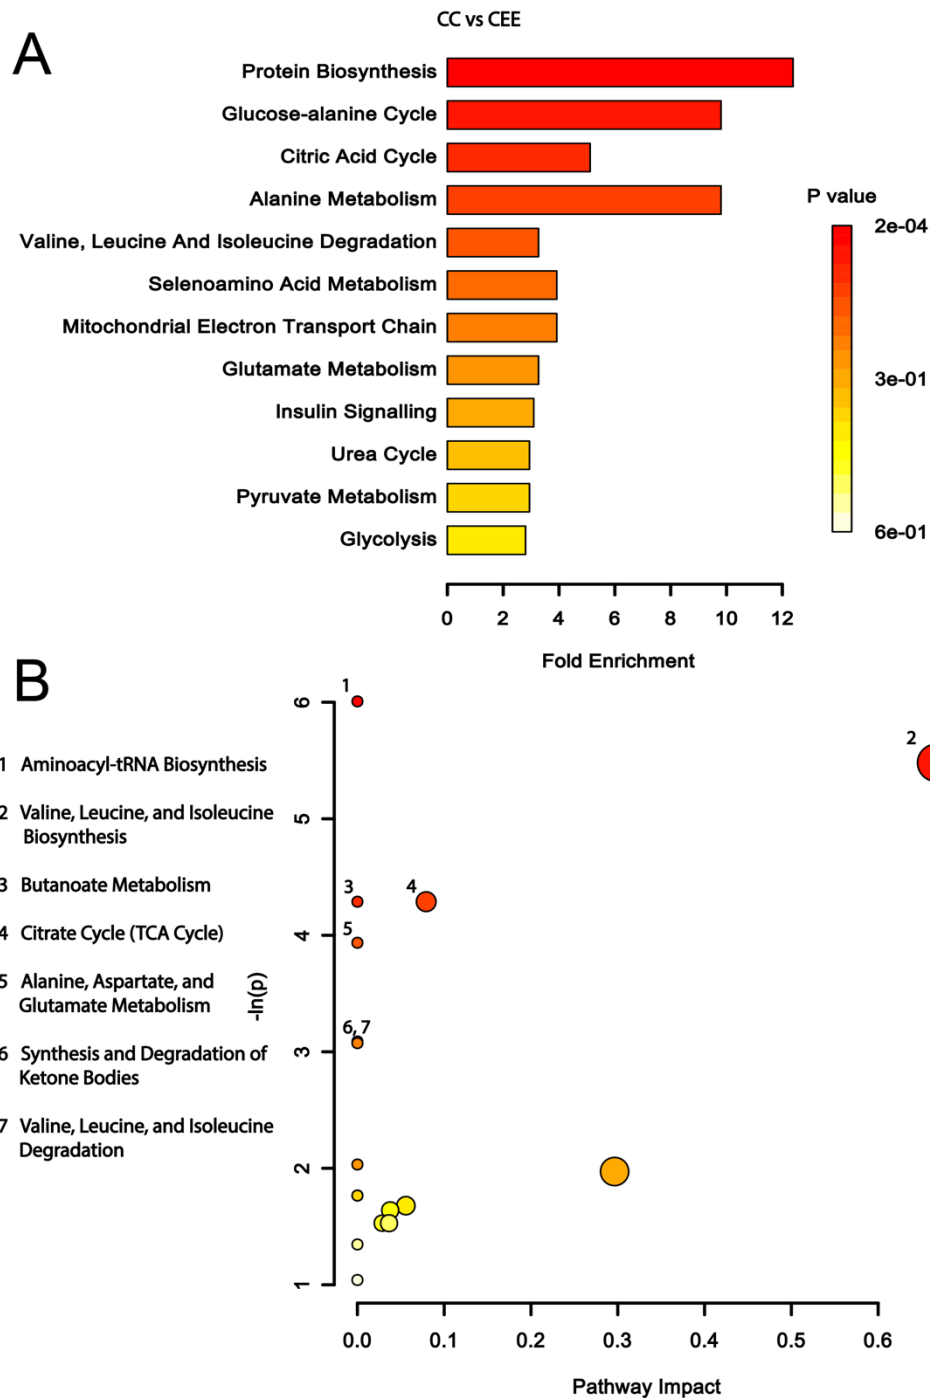 CC vs CEE
A
Protein Biosynthesis
Glucose-alanine Cycle
Citric Acid Cycle
Alanine Metabolism
P value
2e-04
Valine, Leucine And Isoleucine Degradation
Selenoamino Acid Metabolism
Mitochondrial Electron Transport Chain
Glutamate Metabolism
3e-01
Insulin Signalling
Urea Cycle
Pyruvate Metabolism
Glycolysis
6e-01
0 2 4 6 8 10 12
Fold Enrichment
B
1 Aminoacyl-tRNA Biosynthesis
2 Valine, Leucine, and Isoleucine
Biosynthesis
3 Butanoate Metabolism
4 Citrate Cycle (TCA Cycle)
5 Alanine, Aspartate, and
Glutamate Metabolism
6 Synthesis and Degradation of
Ketone Bodies
7 Valine, Leucine, and Isoleucine
Degradation
-ln(p)
6
5
4
3
2
1
1
2
3
4
5
6,7
0.0 0.1 0.2 0.3 0.4 0.5 0.6
Pathway Impact